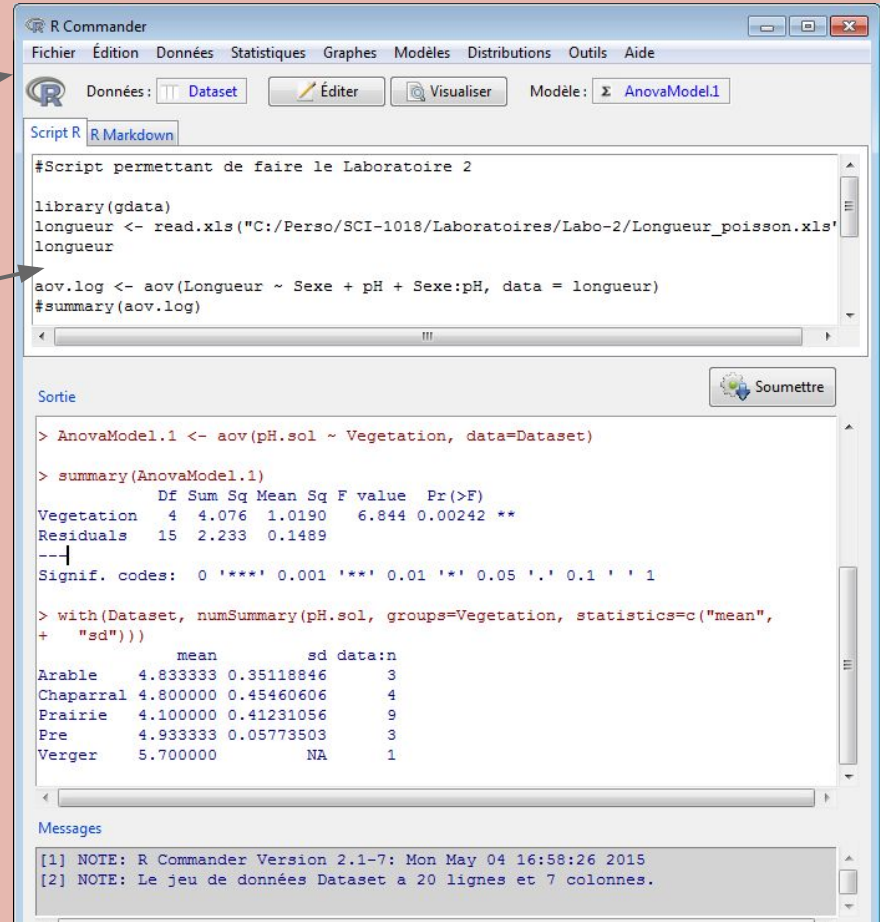 R Commander
Fichier Édition Données Statistiques Graphes Modèles Distributions Outils Aide
R Données : Dataset Éditer Visualiser Modèle : Σ AnovaModel.1
Script R R Markdown
#Script permettant de faire le Laboratoire 2
library(gdata)
longueur <- read.xls("C:/Perso/SCI-1018/Laboratoires/Labo-2/Longueur_poisson.xls"
longueur
aov.log <- aov(Longueur ~ Sexe + pH + Sexe:pH, data = longueur)
#summary(aov.log)
Soumettre
Sortie
> AnovaModel.1 <- aov(pH.sol ~ Vegetation, data=Dataset)
> summary(AnovaModel.1)
Df Sum Sq Mean Sq F value Pr(>F)
Vegetation 4 4.076 1.0190 6.844 0.00242 **
Residuals 15 2.233 0.1489
---
Signif. codes: 0 '***' 0.001 '**' 0.01 '*' 0.05 '.' 0.1 ' ' 1
> with(Dataset, numSummary(pH.sol, groups=Vegetation, statistics=c("mean",
+ "sd")))
mean sd data:n
Arable 4.833333 0.35118846 3
Chaparral 4.800000 0.45460606 4
Prairie 4.100000 0.41231056 9
Pre 4.933333 0.05773503 3
Verger 5.700000 NA 1
Messages
[1] NOTE: R Commander Version 2.1-7: Mon May 04 16:58:26 2015
[2] NOTE: Le jeu de données Dataset a 20 lignes et 7 colonnes.